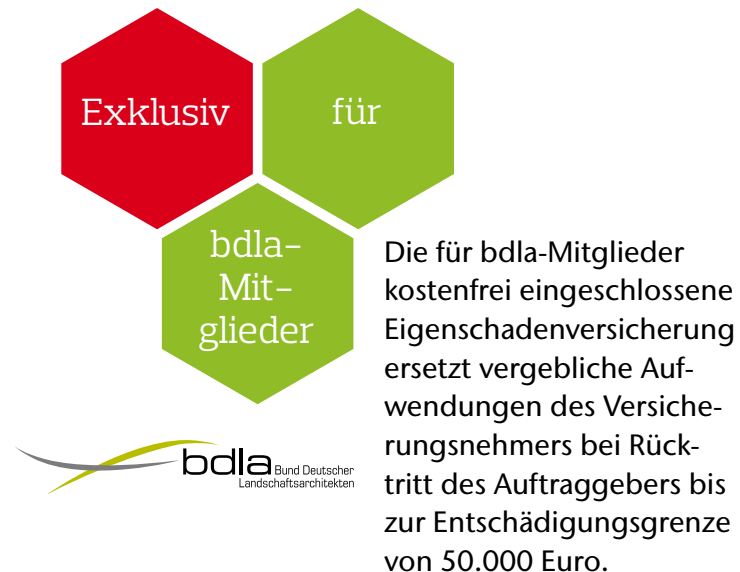 Exklusiv
für
bdla-
Mit-
glieder
Die für bdla-Mitglieder
kostenfrei eingeschlossene
Eigenschadenversicherung
ersetzt vergebliche Auf-
wendungen des Versiche-
rungsnehmers bei Rück-
tritt des Auftraggebers bis
zur Entschädigungsgrenze
von 50.000 Euro.
bdla Bund Deutscher
Landschaftsarchitekten